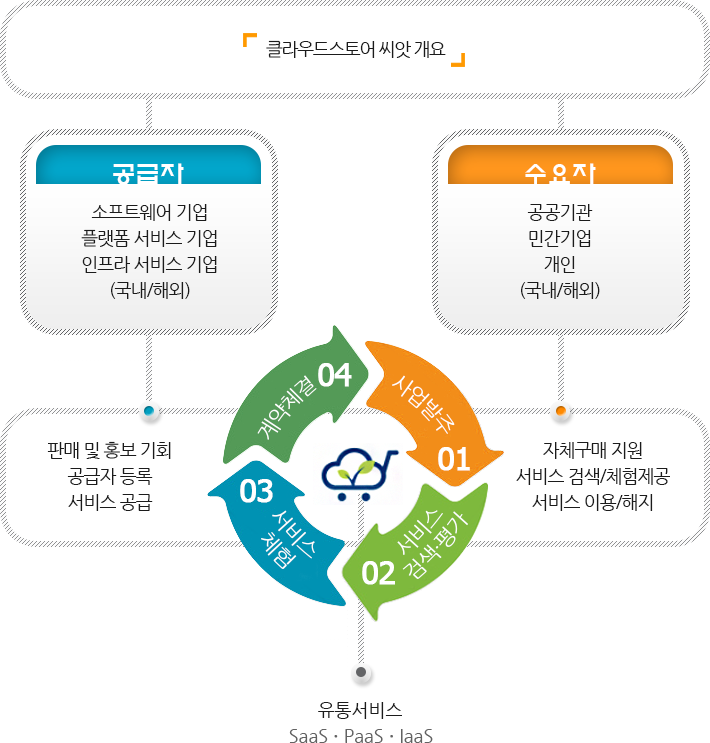 「클라우드스토어 씨앗 개요」
공급자
소프트웨어 기업
플랫폼 서비스 기업
인프라 서비스 기업
(국내/해외)
수요자
공공기관
민간기업
개인
(국내/해외)
판매 및 홍보 기회
공급자 등록
서비스 공급
04 계약체결
사업발주 01
03 서비스
체험
02 서비스
검색·평가
자체구매 지원
서비스 검색/체험제공
서비스 이용/해지
유통서비스
SaaS · PaaS · IaaS